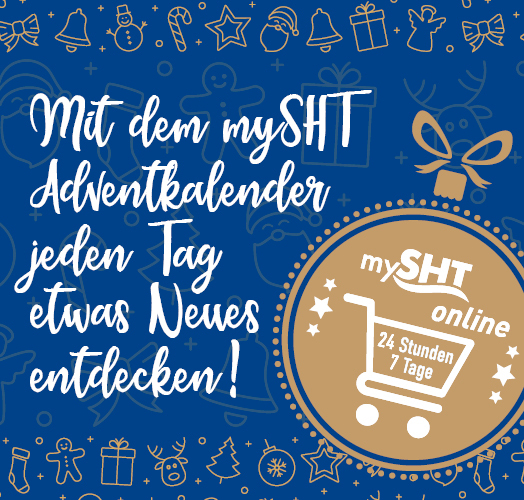 Mit dem mySHT
Adventkalender
jeden Tag
etwas Neues
entdecken!
mySHT
online
24 Stunden
7 Tage